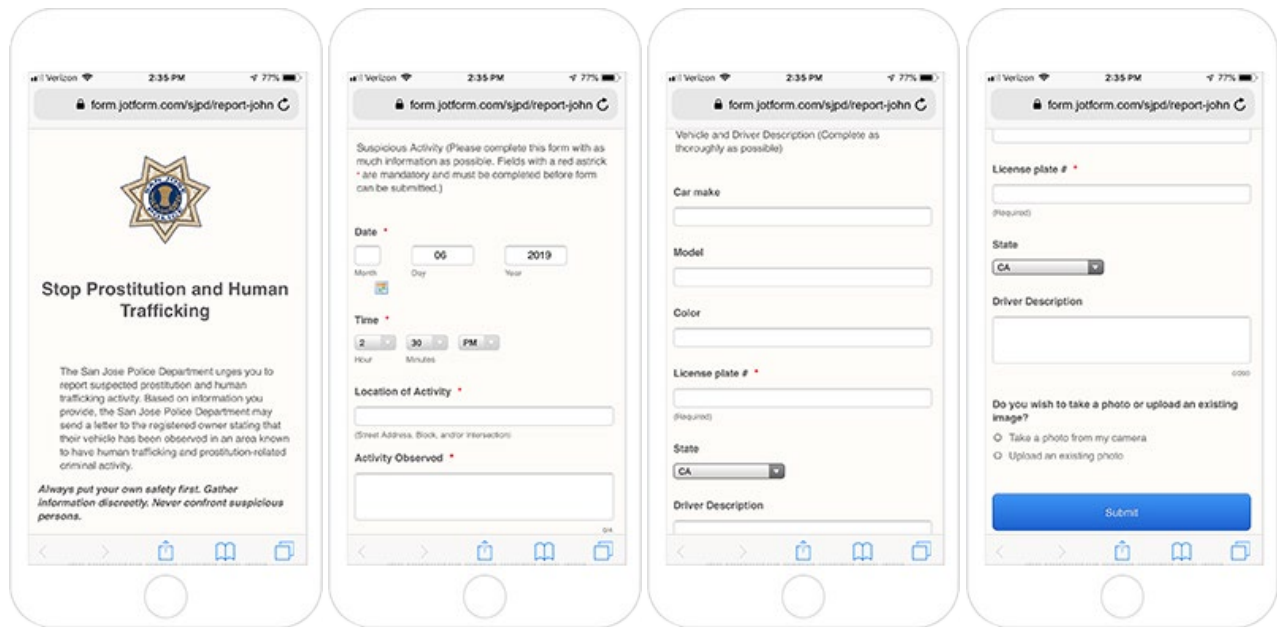 Verizon 2:35 PM 77%
form.jotform.com/sjpd/report-john
SAN JOSE
POLICE
Stop Prostitution and Human
Trafficking
The San Jose Police Department urges you to
report suspected prostitution and human
trafficking activity. Based on information you
provide, the San Jose Police Department may
send a letter to the registered owner stating that
their vehicle has been observed in an area known
to have human trafficking and prostitution-related
criminal activity.
Always put your own safety first. Gather
information discreetly. Never confront suspicious
persons.
Verizon 2:35 PM 77%
form.jotform.com/sjpd/report-john
Suspicious Activity (Please complete this form with as
much information as possible. Fields with a red astrick
* are mandatory and must be completed before form
can be submitted.)
Date *
06 2019
Month Day Year
Time *
2 30 PM
Hour Minutes
Location of Activity *
(Street Address, Block, and/or Intersection)
Activity Observed *
Verizon 2:35 PM 77%
form.jotform.com/sjpd/report-john
Vehicle and Driver Description (Complete as
thoroughly as possible)
Car make
Model
Color
License plate # *
(Required)
State
CA
Driver Description
Verizon 2:35 PM 77%
form.jotform.com/sjpd/report-john
License plate # *
(Required)
State
CA
Driver Description
Do you wish to take a photo or upload an existing
image?
Take a photo from my camera
Upload an existing photo
Submit